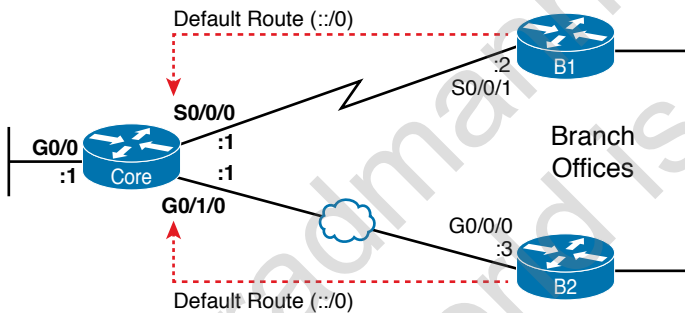 Default Route (::/0)
:2
B1
S0/0/1
S0/0/0
:1
G0/0
:1
Core
:1
G0/1/0
Branch
Offices
G0/0/0
:3
B2
Default Route (::/0)